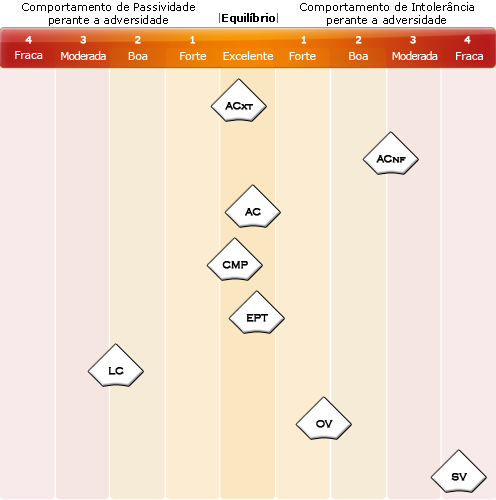 Comportamento de Passividade
perante a adversidade
|Equilíbrio|
Comportamento de Intolerância
perante a adversidade
4 3 2 1 1 2 3 4
Fraca Moderada Boa Forte Excelente Forte Boa Moderada Fraca
ACXT
ACNF
AC
CMP
EPT
LC
OV
SV